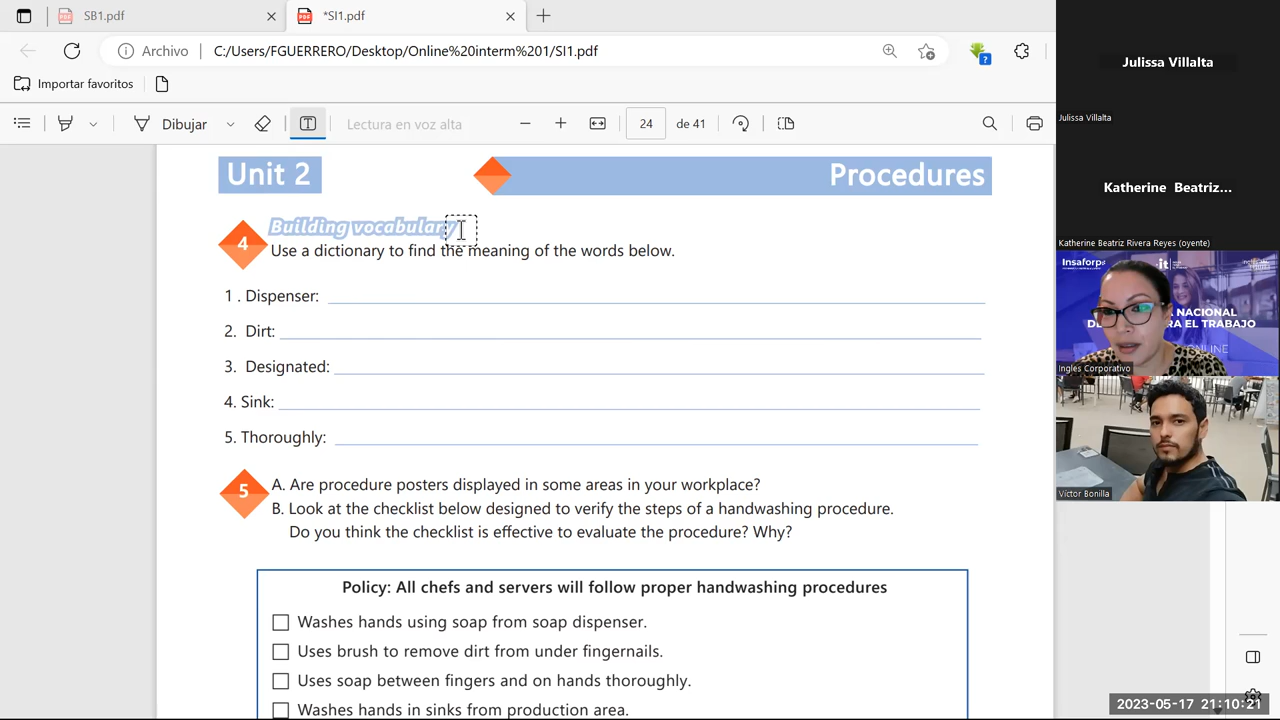 SB1.pdf
*SI1.pdf
Archivo
C:/Users/FGUERRERO/Desktop/Online%20interm%201/SI1.pdf
Importar favoritos
Dibujar
Lectura en voz alta
24
de 41
Unit 2
Procedures
4
Building vocabulary
Use a dictionary to find the meaning of the words below.
1 . Dispenser:
2. Dirt:
3. Designated:
4. Sink:
5. Thoroughly:
5
A. Are procedure posters displayed in some areas in your workplace?
B. Look at the checklist below designed to verify the steps of a handwashing procedure.
Do you think the checklist is effective to evaluate the procedure? Why?
Policy: All chefs and servers will follow proper handwashing procedures
Washes hands using soap from soap dispenser.
Uses brush to remove dirt from under fingernails.
Uses soap between fingers and on hands thoroughly.
Washes hands in sinks from production area.
Julissa Villalta
Julissa Villalta
Katherine Beatriz...
Katherine Beatriz Rivera Reyes (oyente)
Insaforp
it
NACIONAL
RA EL TRABAJO
ONLINE
Ingles Corporativo
Víctor Bonilla
2023-05-17 21:10:21